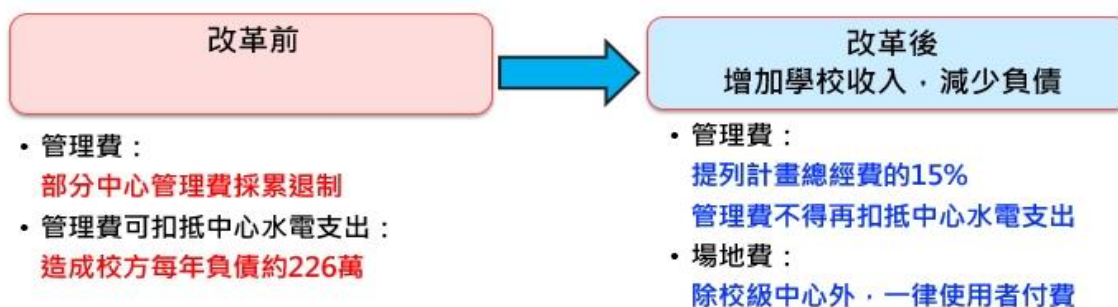 改革前
• 管理費：
部分中心管理費採累退制
• 管理費可扣抵中心水電支出：
造成校方每年負債約226萬
改革後
增加學校收入，減少負債
• 管理費：
提列計畫總經費的15%
管理費不得再扣抵中心水電支出
• 場地費：
除校級中心外，一律使用者付費